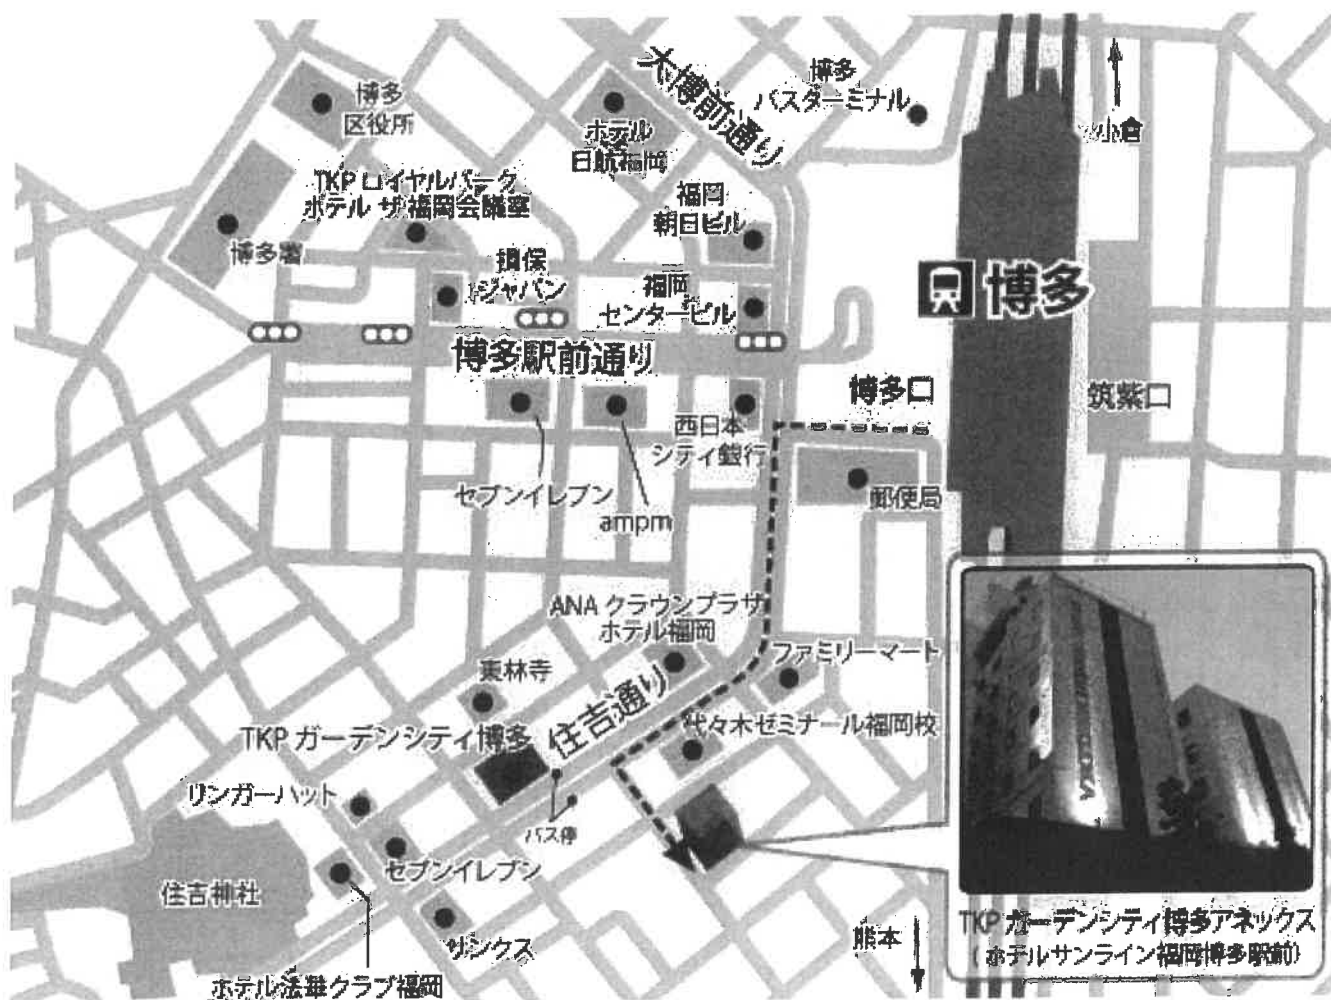 大博前通り
博多
バスターミナル
小倉
博多
区役所
ホテル
日航福岡
TKP ロイヤルパーク
ホテル ザ 福岡会議室
福岡
朝日ビル
博多署
損保
ジャパン
福岡
センタービル
博多
博多駅前通り
博多口
筑紫口
西日本
シティ銀行
セブンイレブン
ampm
郵便局
ANA クラウンプラザ
ホテル福岡
ファミリーマート
東林寺
住吉通り
代々木ゼミナール福岡校
TKP ガーデンシティ博多
リンガーハット
バス停
セブンイレブン
住吉神社
サンクス
ホテル法華クラブ福岡
熊本
TKP ガーデンシティ博多アネックス
(ホテルサンライン福岡博多駅前)